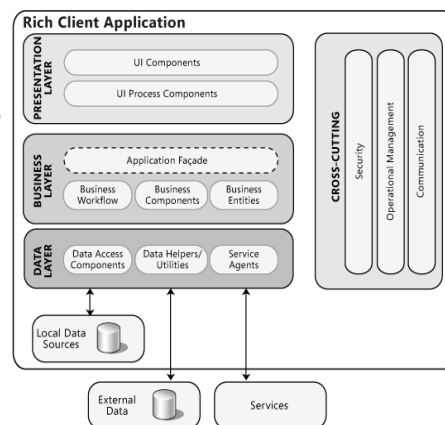 Rich Client Application
PRESENTATION
LAYER
UI Components
UI Process Components
BUSINESS
LAYER
Application Façade
Business
Workflow
Business
Components
Business
Entities
DATA
LAYER
Data Access
Components
Data Helpers/
Utilities
Service
Agents
CROSS-CUTTING
Security
Operational Management
Communication
Local Data
Sources
External
Data
Services